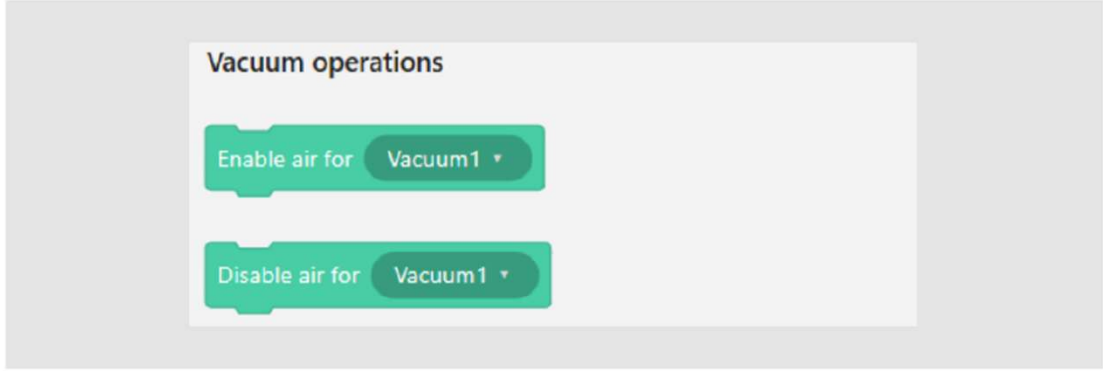 Vacuum operations
Enable air for Vacuum1
Disable air for Vacuum1